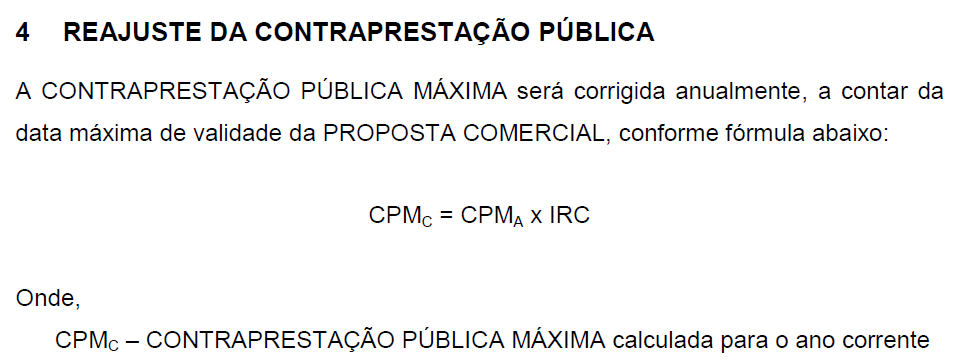 4 REAJUSTE DA CONTRAPRESTAÇÃO PÚBLICA
A CONTRAPRESTAÇÃO PÚBLICA MÁXIMA será corrigida anualmente, a contar da
data máxima de validade da PROPOSTA COMERCIAL, conforme fórmula abaixo:
CPM_C = CPM_A x IRC
Onde,
CPM_C – CONTRAPRESTAÇÃO PÚBLICA MÁXIMA calculada para o ano corrente